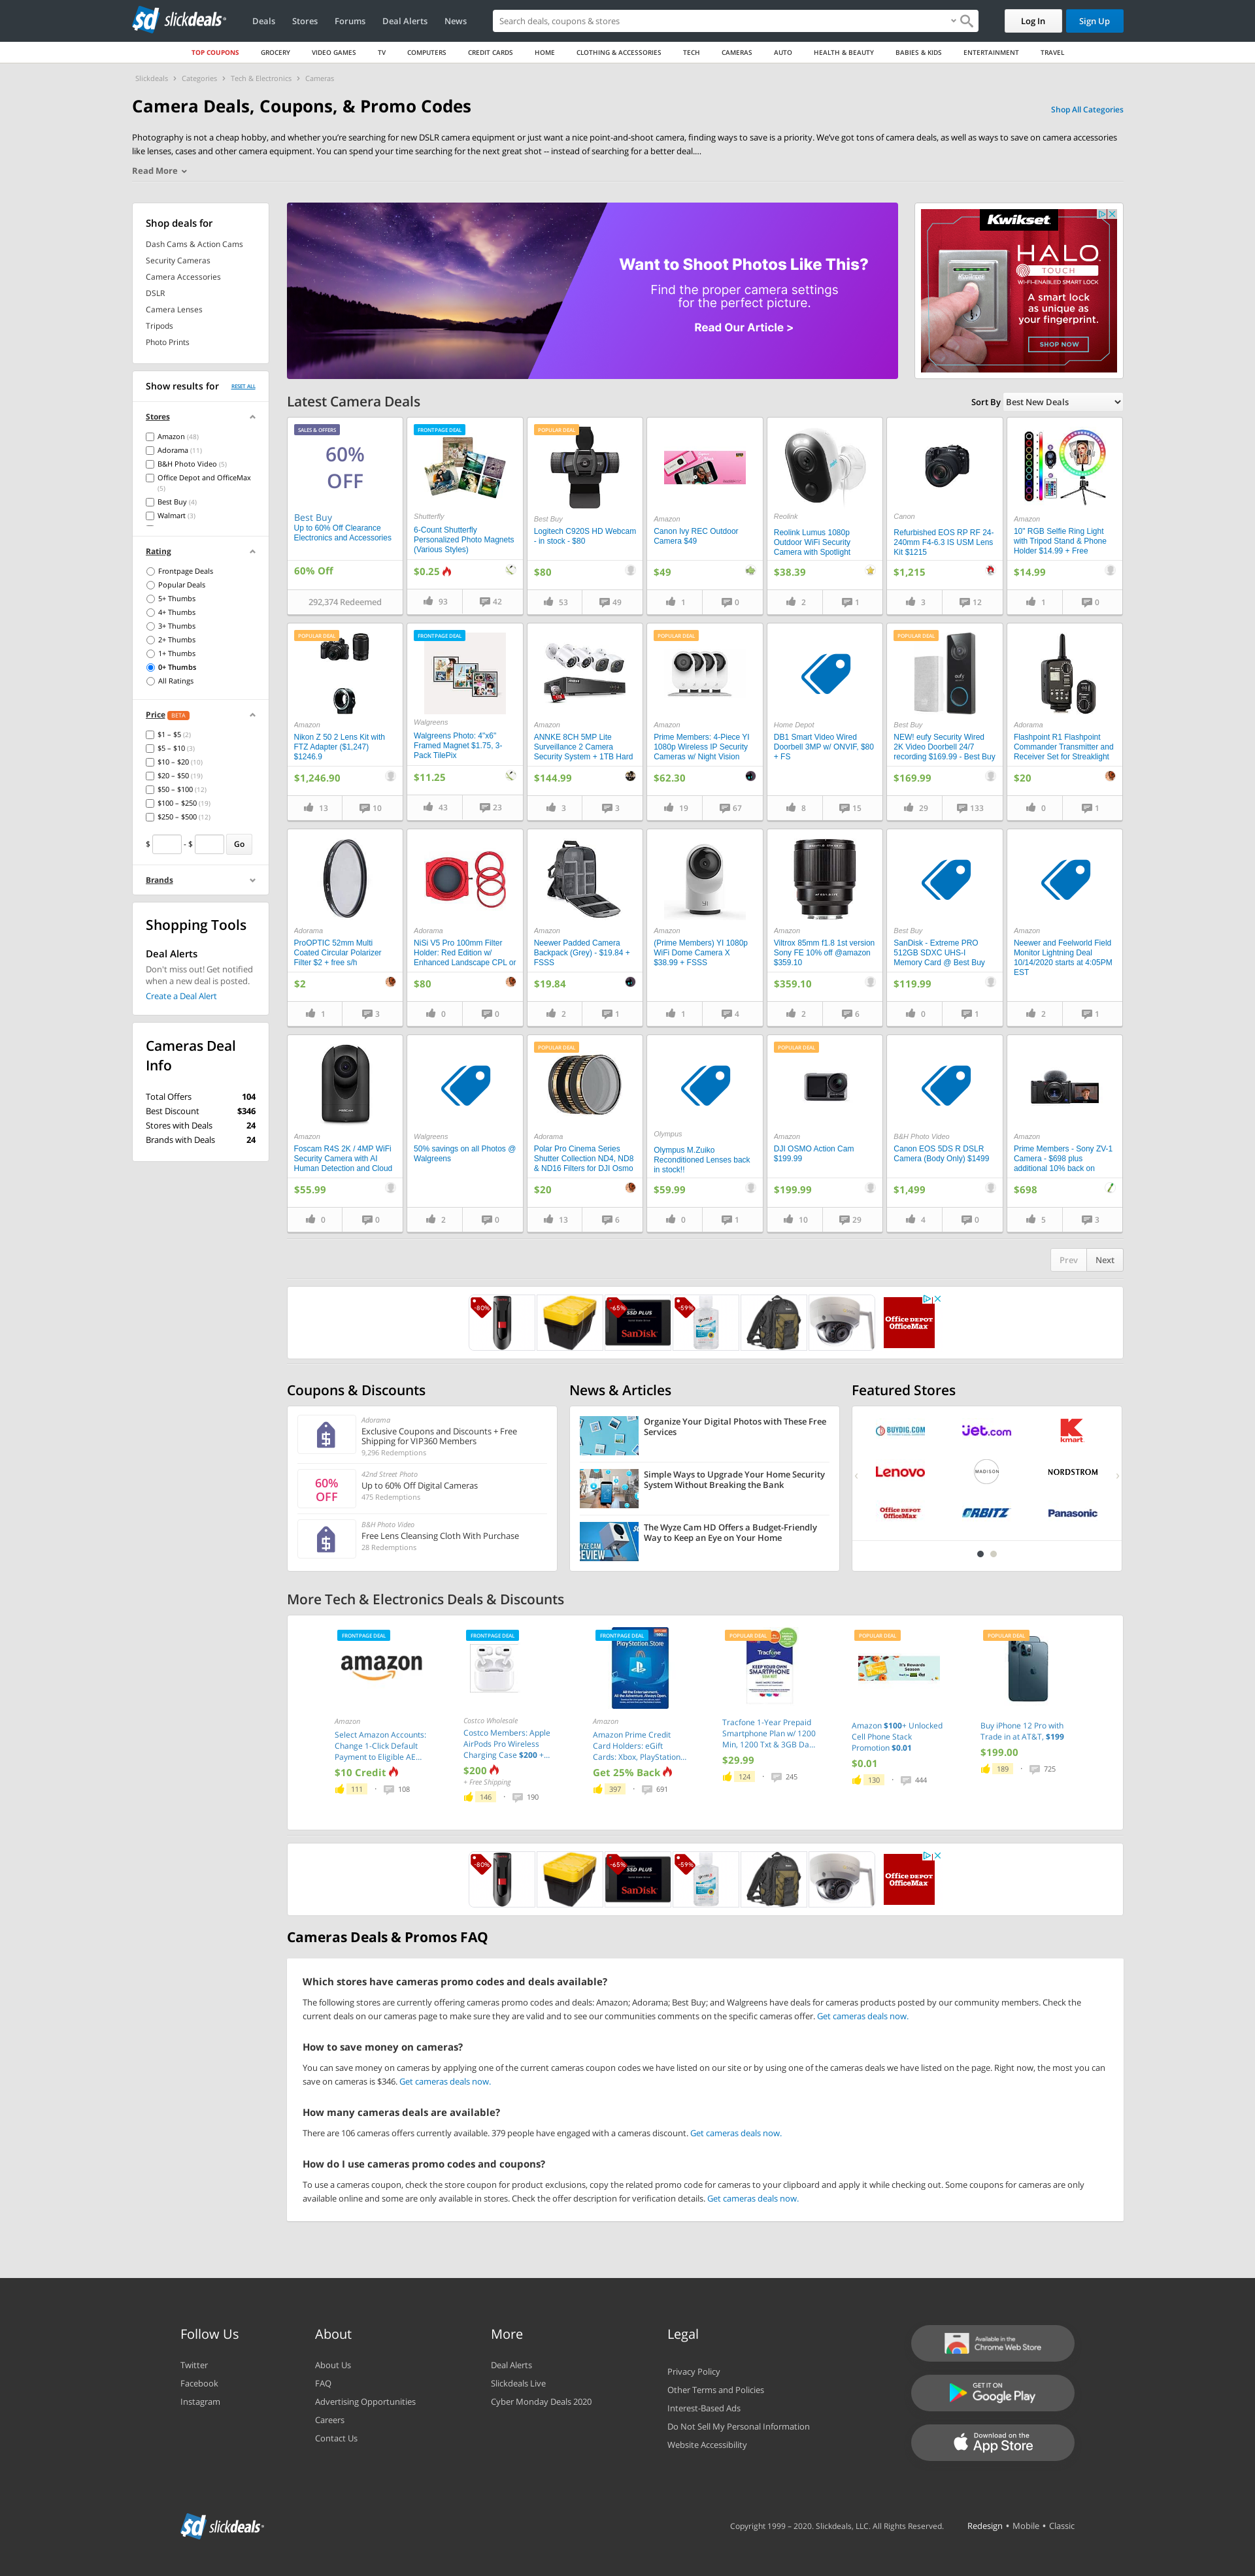 sd slickdeals
Deals Stores Forums Deal Alerts News
Search deals, coupons & stores
Log In Sign Up
TOP COUPONS GROCERY VIDEO GAMES TV COMPUTERS CREDIT CARDS HOME CLOTHING & ACCESSORIES TECH CAMERAS AUTO HEALTH & BEAUTY BABIES & KIDS ENTERTAINMENT TRAVEL
Slickdeals > Categories > Tech & Electronics > Cameras
Camera Deals, Coupons, & Promo Codes
Shop All Categories
Photography is not a cheap hobby, and whether you're searching for new DSLR camera equipment or just want a nice point-and-shoot camera, finding ways to save is a priority. We've got tons of camera deals, as well as ways to save on camera accessories
like lenses, cases and other camera equipment. You can spend your time searching for the next great shot -- instead of searching for a better deal....
Read More
Shop deals for
Dash Cams & Action Cams
Security Cameras
Camera Accessories
DSLR
Camera Lenses
Tripods
Photo Prints
Show results for RESET ALL
Stores
Amazon (48)
Adorama (11)
B&H Photo Video (5)
Office Depot and OfficeMax
(5)
Best Buy (4)
Walmart (3)
Rating
Frontpage Deals
Popular Deals
5+ Thumbs
4+ Thumbs
3+ Thumbs
2+ Thumbs
1+ Thumbs
0+ Thumbs
All Ratings
Price BETA
$1 – $5 (2)
$5 – $10 (3)
$10 – $20 (10)
$20 – $50 (19)
$50 – $100 (12)
$100 – $250 (19)
$250 – $500 (12)
$ - $ Go
Brands
Shopping Tools
Deal Alerts
Don't miss out! Get notified
when a new deal is posted.
Create a Deal Alert
Cameras Deal
Info
Total Offers 104
Best Discount $346
Stores with Deals 24
Brands with Deals 24
Want to Shoot Photos Like This?
Find the proper camera settings
for the perfect picture.
Read Our Article >
Kwikset
HALO
TOUCH
WI-FI-ENABLED SMART LOCK
A smart lock
as unique as
your fingerprint.
SHOP NOW
Latest Camera Deals
Sort By Best New Deals
SALES & OFFERS
60%
OFF
Best Buy
Up to 60% Off Clearance
Electronics and Accessories
60% Off
292,374 Redeemed
FRONTPAGE DEAL
Shutterfly
6-Count Shutterfly
Personalized Photo Magnets
(Various Styles)
$0.25
93 42
POPULAR DEAL
Best Buy
Logitech C920S HD Webcam
- in stock - $80
$80
53 49
Amazon
Canon Ivy REC Outdoor
Camera $49
$49
1 0
Reolink
Reolink Lumus 1080p
Outdoor WiFi Security
Camera with Spotlight
$38.39
2 1
Canon
Refurbished EOS RP RF 24-
240mm F4-6.3 IS USM Lens
Kit $1215
$1,215
3 12
Amazon
10" RGB Selfie Ring Light
with Tripod Stand & Phone
Holder $14.99 + Free
$14.99
1 0
POPULAR DEAL
Amazon
Nikon Z 50 2 Lens Kit with
FTZ Adapter ($1,247)
$1246.9
$1,246.90
13 10
FRONTPAGE DEAL
Walgreens
Walgreens Photo: 4"x6"
Framed Magnet $1.75, 3-
Pack TilePix
$11.25
43 23
Amazon
ANNKE 8CH 5MP Lite
Surveillance 2 Camera
Security System + 1TB Hard
$144.99
3 3
POPULAR DEAL
Amazon
Prime Members: 4-Piece YI
1080p Wireless IP Security
Cameras w/ Night Vision
$62.30
19 67
Home Depot
DB1 Smart Video Wired
Doorbell 3MP w/ ONVIF, $80
+ FS
8 15
POPULAR DEAL
eufy
Best Buy
NEW! eufy Security Wired
2K Video Doorbell 24/7
recording $169.99 - Best Buy
$169.99
29 133
Adorama
Flashpoint R1 Flashpoint
Commander Transmitter and
Receiver Set for Streaklight
$20
0 1
Adorama
ProOPTIC 52mm Multi
Coated Circular Polarizer
Filter $2 + free s/h
$2
1 3
Adorama
NiSi V5 Pro 100mm Filter
Holder: Red Edition w/
Enhanced Landscape CPL or
$80
0 0
Amazon
Neewer Padded Camera
Backpack (Grey) - $19.84 +
FSSS
$19.84
2 1
Amazon
(Prime Members) YI 1080p
WiFi Dome Camera X
$38.99 + FSSS
1 4
Amazon
Viltrox 85mm f1.8 1st version
Sony FE 10% off @amazon
$359.10
$359.10
2 6
Best Buy
SanDisk - Extreme PRO
512GB SDXC UHS-I
Memory Card @ Best Buy
$119.99
0 1
Amazon
Neewer and Feelworld Field
Monitor Lightning Deal
10/14/2020 starts at 4:05PM
EST
2 1
Amazon
Foscam R4S 2K / 4MP WiFi
Security Camera with AI
Human Detection and Cloud
$55.99
0 0
Walgreens
50% savings on all Photos @
Walgreens
2 0
POPULAR DEAL
Adorama
Polar Pro Cinema Series
Shutter Collection ND4, ND8
& ND16 Filters for DJI Osmo
$20
13 6
Olympus
Olympus M.Zuiko
Reconditioned Lenses back
in stock!!
$59.99
0 1
POPULAR DEAL
Amazon
DJI OSMO Action Cam
$199.99
$199.99
10 29
B&H Photo Video
Canon EOS 5DS R DSLR
Camera (Body Only) $1499
$1,499
4 0
Amazon
Prime Members - Sony ZV-1
Camera - $698 plus
additional 10% back on
$698
5 3
Prev Next
-80% -65% SSD PLUS SanDisk -59% Office DEPOT OfficeMax
Coupons & Discounts
Adorama
Exclusive Coupons and Discounts + Free
Shipping for VIP360 Members
9,296 Redemptions
60%
OFF
42nd Street Photo
Up to 60% Off Digital Cameras
475 Redemptions
B&H Photo Video
Free Lens Cleansing Cloth With Purchase
28 Redemptions
News & Articles
Organize Your Digital Photos with These Free
Services
Simple Ways to Upgrade Your Home Security
System Without Breaking the Bank
The Wyze Cam HD Offers a Budget-Friendly
Way to Keep an Eye on Your Home
Featured Stores
BUYDIG.COM jet.com kmart
Lenovo MADISON NORDSTROM
Office DEPOT OfficeMax ORBITZ Panasonic
More Tech & Electronics Deals & Discounts
FRONTPAGE DEAL
amazon
Amazon
Select Amazon Accounts:
Change 1-Click Default
Payment to Eligible AE...
$10 Credit
111 · 108
FRONTPAGE DEAL
Costco Wholesale
Costco Members: Apple
AirPods Pro Wireless
Charging Case $200 +...
$200
+ Free Shipping
146 · 190
FRONTPAGE DEAL
PlayStation Store
Amazon
Amazon Prime Credit
Card Holders: eGift
Cards: Xbox, PlayStation...
Get 25% Back
397 · 691
POPULAR DEAL
Tracfone
KEEP YOUR OWN
SMARTPHONE
Tracfone 1-Year Prepaid
Smartphone Plan w/ 1200
Min, 1200 Txt & 3GB Da...
$29.99
124 · 245
POPULAR DEAL
It's Rewards
Season
Amazon $100+ Unlocked
Cell Phone Stack
Promotion $0.01
$0.01
130 · 444
POPULAR DEAL
Buy iPhone 12 Pro with
Trade in at AT&T, $199
$199.00
189 · 725
-80% -65% SSD PLUS SanDisk -59% Office DEPOT OfficeMax
Cameras Deals & Promos FAQ
Which stores have cameras promo codes and deals available?
The following stores are currently offering cameras promo codes and deals: Amazon; Adorama; Best Buy; and Walgreens have deals for cameras products posted by our community members. Check the
current deals on our cameras page to make sure they are valid and to see our communities comments on the specific cameras offer. Get cameras deals now.
How to save money on cameras?
You can save money on cameras by applying one of the current cameras coupon codes we have listed on our site or by using one of the cameras deals we have listed on the page. Right now, the most you can
save on cameras is $346. Get cameras deals now.
How many cameras deals are available?
There are 106 cameras offers currently available. 379 people have engaged with a cameras discount. Get cameras deals now.
How do I use cameras promo codes and coupons?
To use a cameras coupon, check the store coupon for product exclusions, copy the related promo code for cameras to your clipboard and apply it while checking out. Some coupons for cameras are only
available online and some are only available in stores. Check the offer description for verification details. Get cameras deals now.
Follow Us
Twitter
Facebook
Instagram
About
About Us
FAQ
Advertising Opportunities
Careers
Contact Us
More
Deal Alerts
Slickdeals Live
Cyber Monday Deals 2020
Legal
Privacy Policy
Other Terms and Policies
Interest-Based Ads
Do Not Sell My Personal Information
Website Accessibility
Available in the
Chrome Web Store
GET IT ON
Google Play
Download on the
App Store
sd slickdeals
Copyright 1999 – 2020. Slickdeals, LLC. All Rights Reserved. Redesign • Mobile • Classic